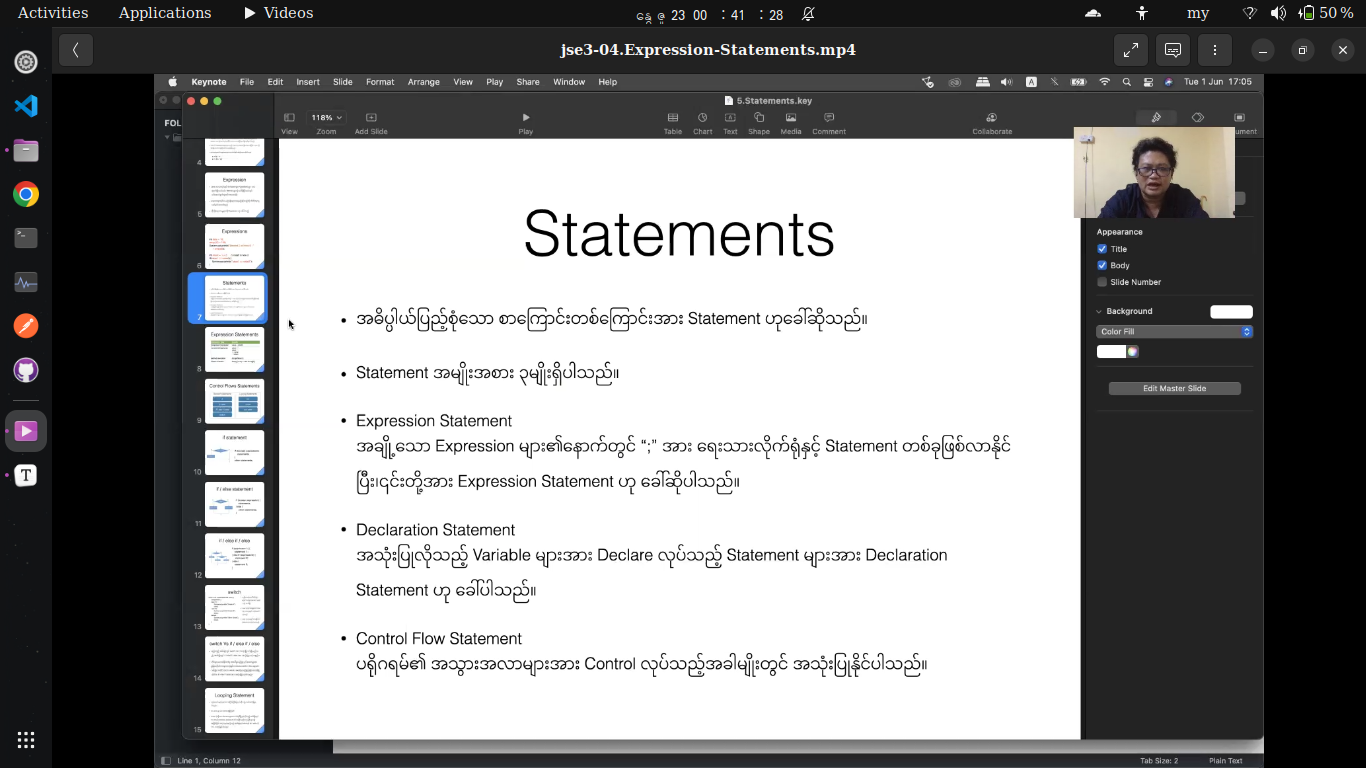 Activities Applications Videos နွေ ဇူ 23 00 : 41 : 28 my 50 %
jse3-04.Expression-Statements.mp4
Keynote File Edit Insert Slide Format Arrange View Play Share Window Help Tue 1 Jun 17:05
5.Statements.key
FOL
118%
View Zoom Add Slide Play Table Chart Text Shape Media Comment Collaborate
4
Expression
5
Expressions
6
Statements
7
Expression Statements
8
Control Flows Statements
9
if statement
10
if / else statement
11
if / else if / else
12
switch
13
switch Vs if / else if / else
14
Looping Statement
15
Statements
• အဓိပ္ပါယ်ပြည့်စုံသော စာကြောင်းတစ်ကြောင်းအား Statement ဟုခေါ်ဆိုသည်။
• Statement အမျိုးအစား ၃မျိုးရှိပါသည်။
• Expression Statement
အချို့သော Expression များ၏နောက်တွင် “;” အား ရေးသားလိုက်ရုံနှင့် Statement တစ်ခုဖြစ်လာနိုင်
ပြီး၊၎င်းတို့အား Expression Statement ဟု ခေါ်ဆိုပါသည်။
• Declaration Statement
အသုံးပြုလိုသည့် Variable များအား Declare လုပ်သည့် Statement များအား Declaration
Statement ဟု ခေါ်ပါသည်။
• Control Flow Statement
ပရိုဂရမ်၏ အသွားအလာများအား Control လုပ်သည့်အခါမျိုးတွင် အသုံးပြုနိုင်ပါသည်။
Appearance
Title
Body
Slide Number
Background
Color Fill
Edit Master Slide
Line 1, Column 12 Tab Size: 2 Plain Text